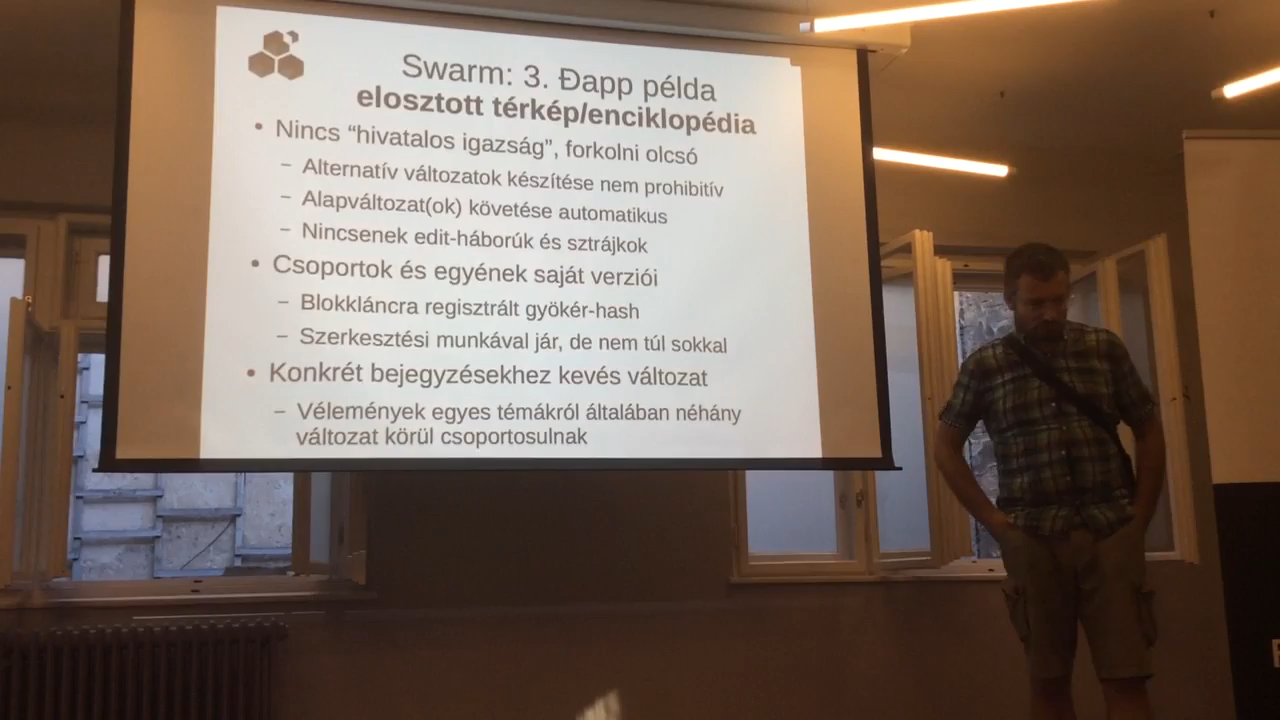 Swarm: 3. Đapp példa
elosztott térkép/enciklopédia
• Nincs “hivatalos igazság”, forkolni olcsó
– Alternatív változatok készítése nem prohibitív
– Alapváltozat(ok) követése automatikus
– Nincsenek edit-háborúk és sztrájkok
• Csoportok és egyének saját verziói
– Blokkláncra regisztrált gyökér-hash
– Szerkesztési munkával jár, de nem túl sokkal
• Konkrét bejegyzésekhez kevés változat
– Vélemények egyes témákról általában néhány
változat körül csoportosulnak